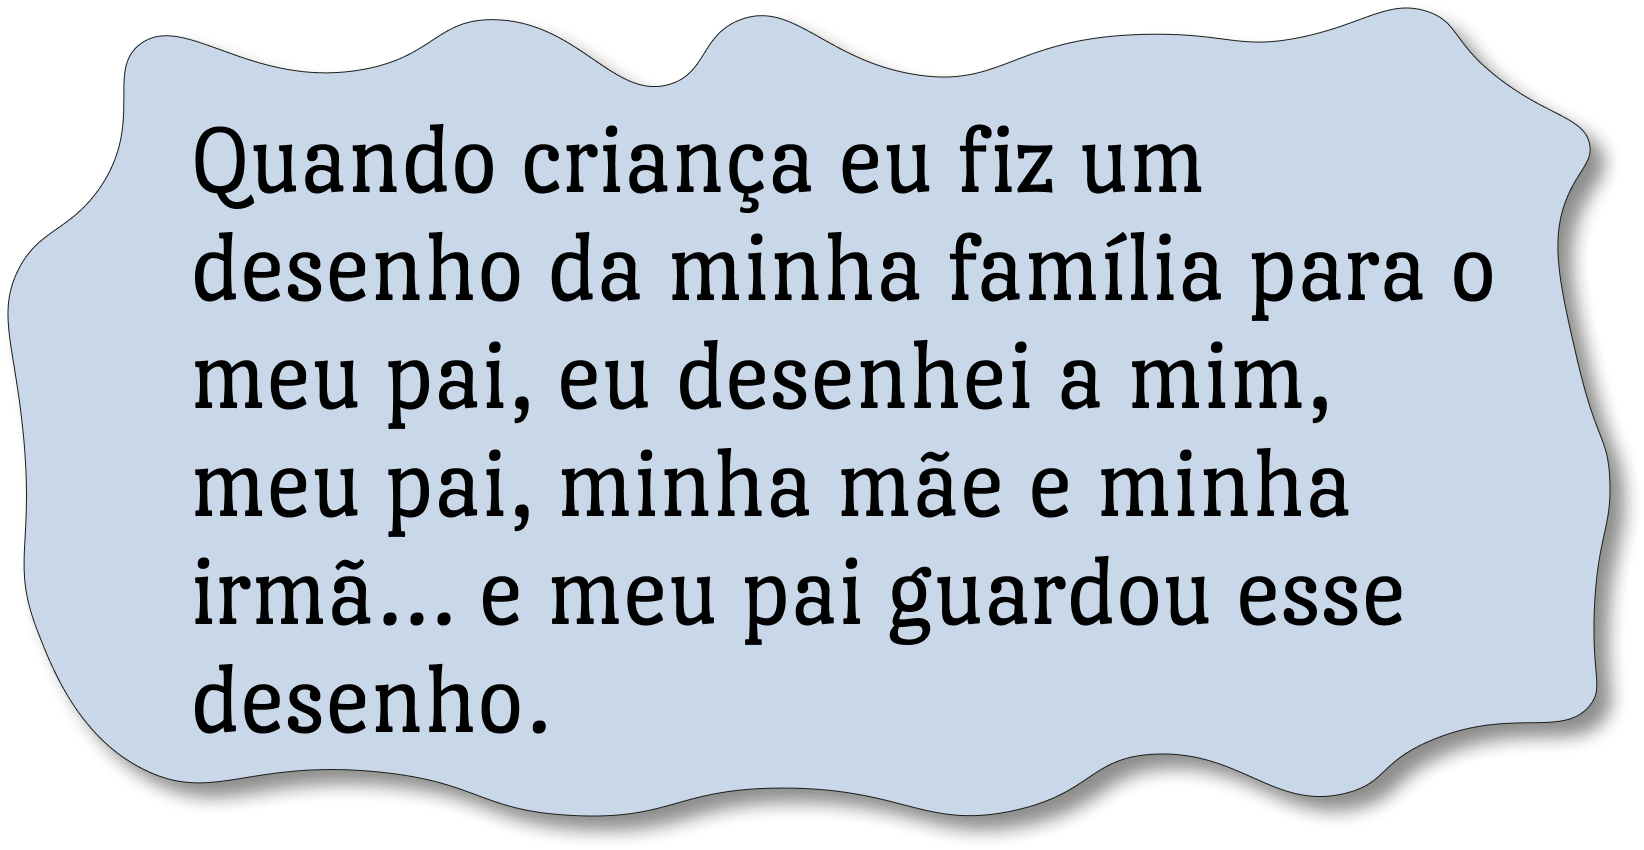 Quando criança eu fiz um
desenho da minha família para o
meu pai, eu desenhei a mim,
meu pai, minha mãe e minha
irmã... e meu pai guardou esse
desenho.